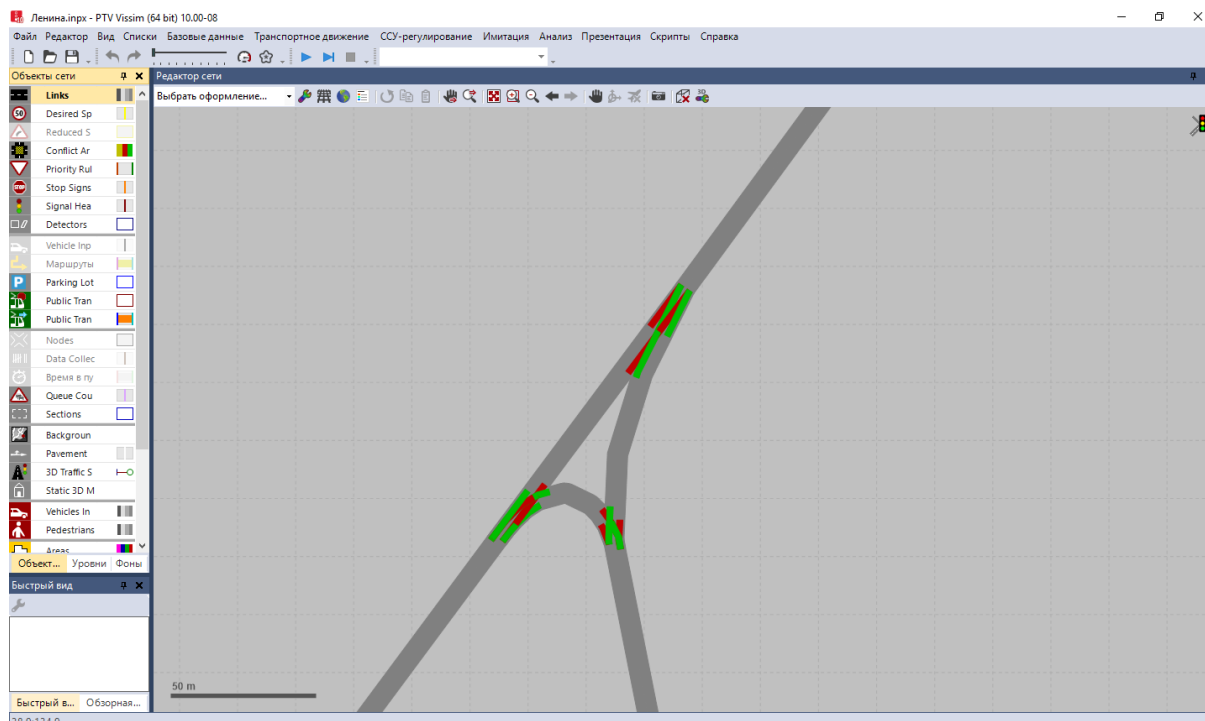 Ленина.inpx - PTV Vissim (64 bit) 10.00-08
Файл Редактор Вид Списки Базовые данные Транспортное движение ССУ-регулирование Имитация Анализ Презентация Скрипты Справка
Объекты сети
Редактор сети
Выбрать оформление...
Links
50 Desired Sp
Reduced S
Conflict Ar
Priority Rul
STOP Stop Signs
Signal Hea
Detectors
Vehicle Inp
Маршруты
P Parking Lot
Public Tran
Public Tran
Nodes
Data Collec
Время в пу
Queue Cou
Sections
Backgroun
Pavement
3D Traffic S
Static 3D M
Vehicles In
Pedestrians
Areas
Объект... Уровни Фоны
Быстрый вид
50 m
Быстрый в... Обзорная...